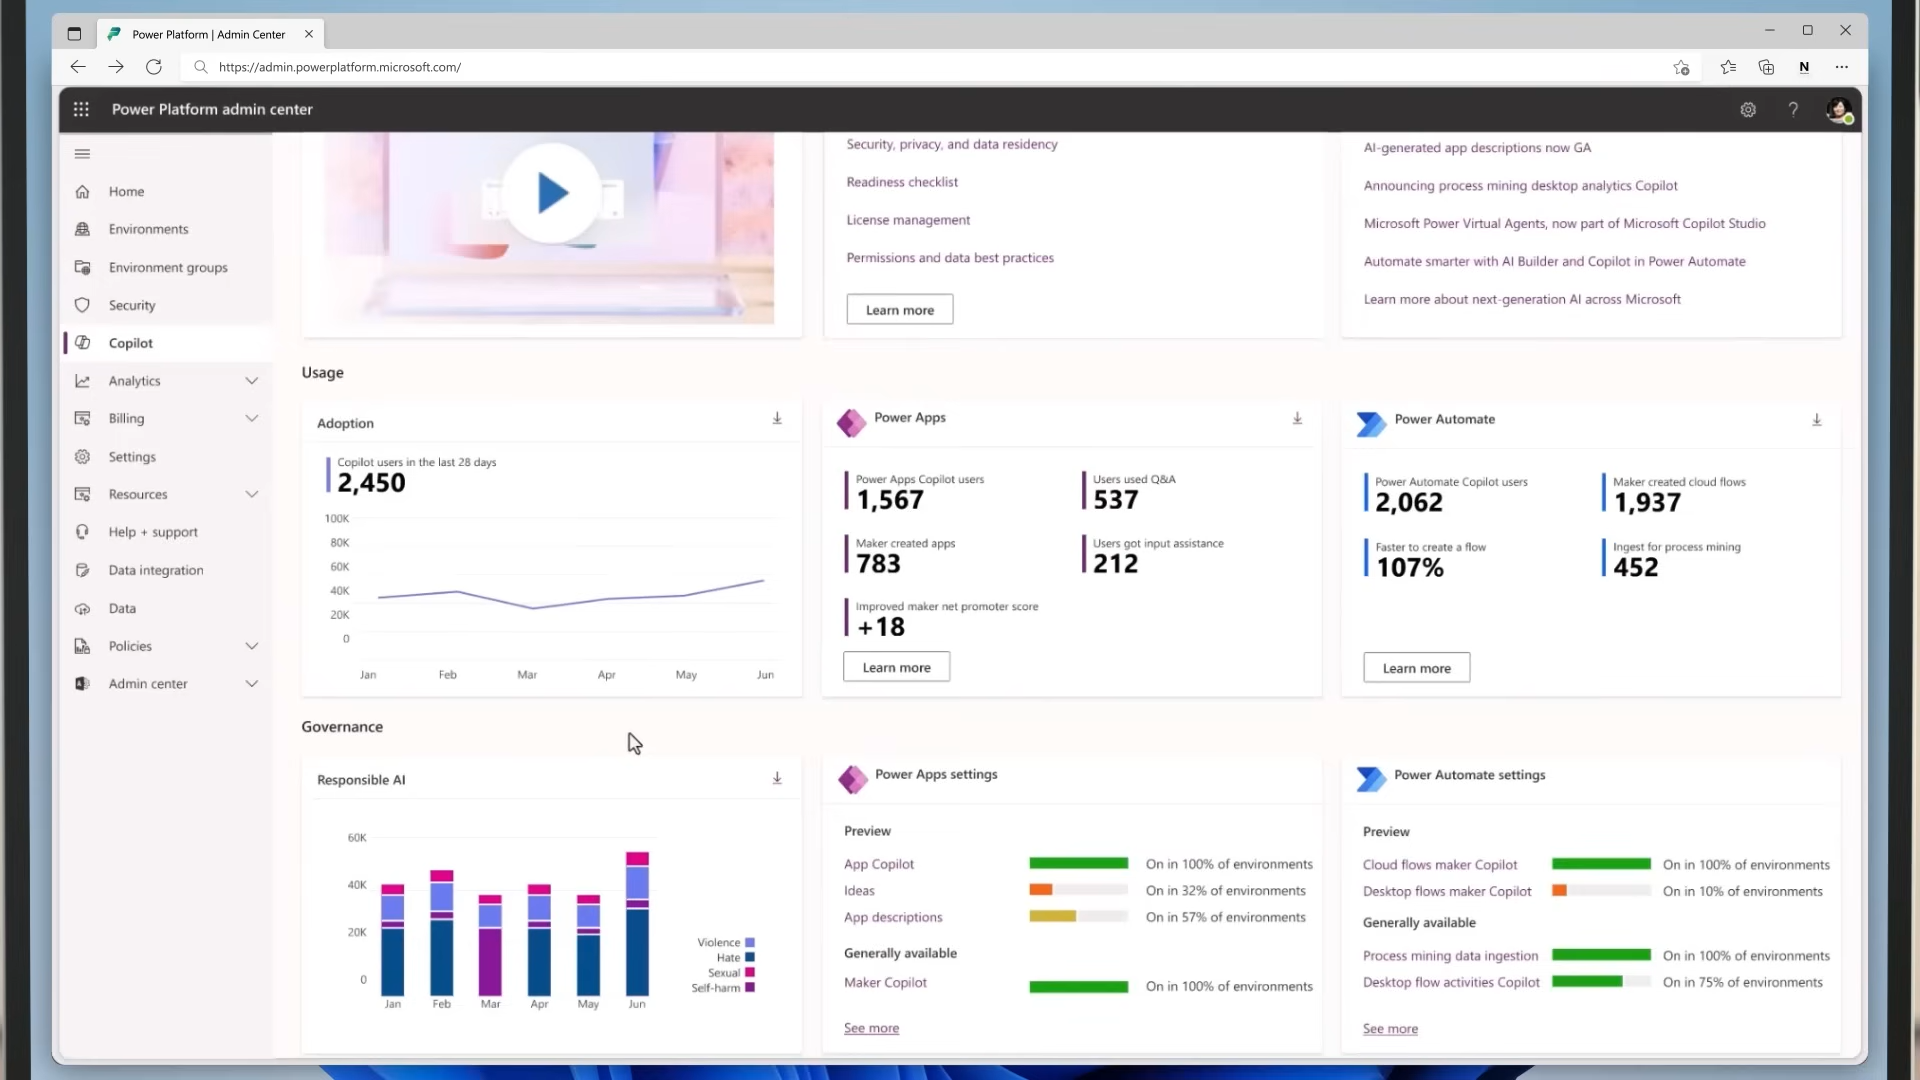 Power Platform | Admin Center
https://admin.powerplatform.microsoft.com/
N
Power Platform admin center
?
Home
Environments
Environment groups
Security
Copilot
Analytics
Billing
Settings
Resources
Help + support
Data integration
Data
Policies
Admin center
Security, privacy, and data residency
Readiness checklist
License management
Permissions and data best practices
Learn more
AI-generated app descriptions now GA
Announcing process mining desktop analytics Copilot
Microsoft Power Virtual Agents, now part of Microsoft Copilot Studio
Automate smarter with AI Builder and Copilot in Power Automate
Learn more about next-generation AI across Microsoft
Usage
Adoption
Copilot users in the last 28 days
2,450
100K
80K
60K
40K
20K
0
Jan Feb Mar Apr May Jun
Power Apps
Power Apps Copilot users
1,567
Users used Q&A
537
Maker created apps
783
Users got input assistance
212
Improved maker net promoter score
+18
Learn more
Power Automate
Power Automate Copilot users
2,062
Maker created cloud flows
1,937
Faster to create a flow
107%
Ingest for process mining
452
Learn more
Governance
Responsible AI
60K
40K
20K
0
Jan Feb Mar Apr May Jun
Violence
Hate
Sexual
Self-harm
Power Apps settings
Preview
App Copilot On in 100% of environments
Ideas On in 32% of environments
App descriptions On in 57% of environments
Generally available
Maker Copilot On in 100% of environments
See more
Power Automate settings
Preview
Cloud flows maker Copilot On in 100% of environments
Desktop flows maker Copilot On in 10% of environments
Generally available
Process mining data ingestion On in 100% of environments
Desktop flow activities Copilot On in 75% of environments
See more